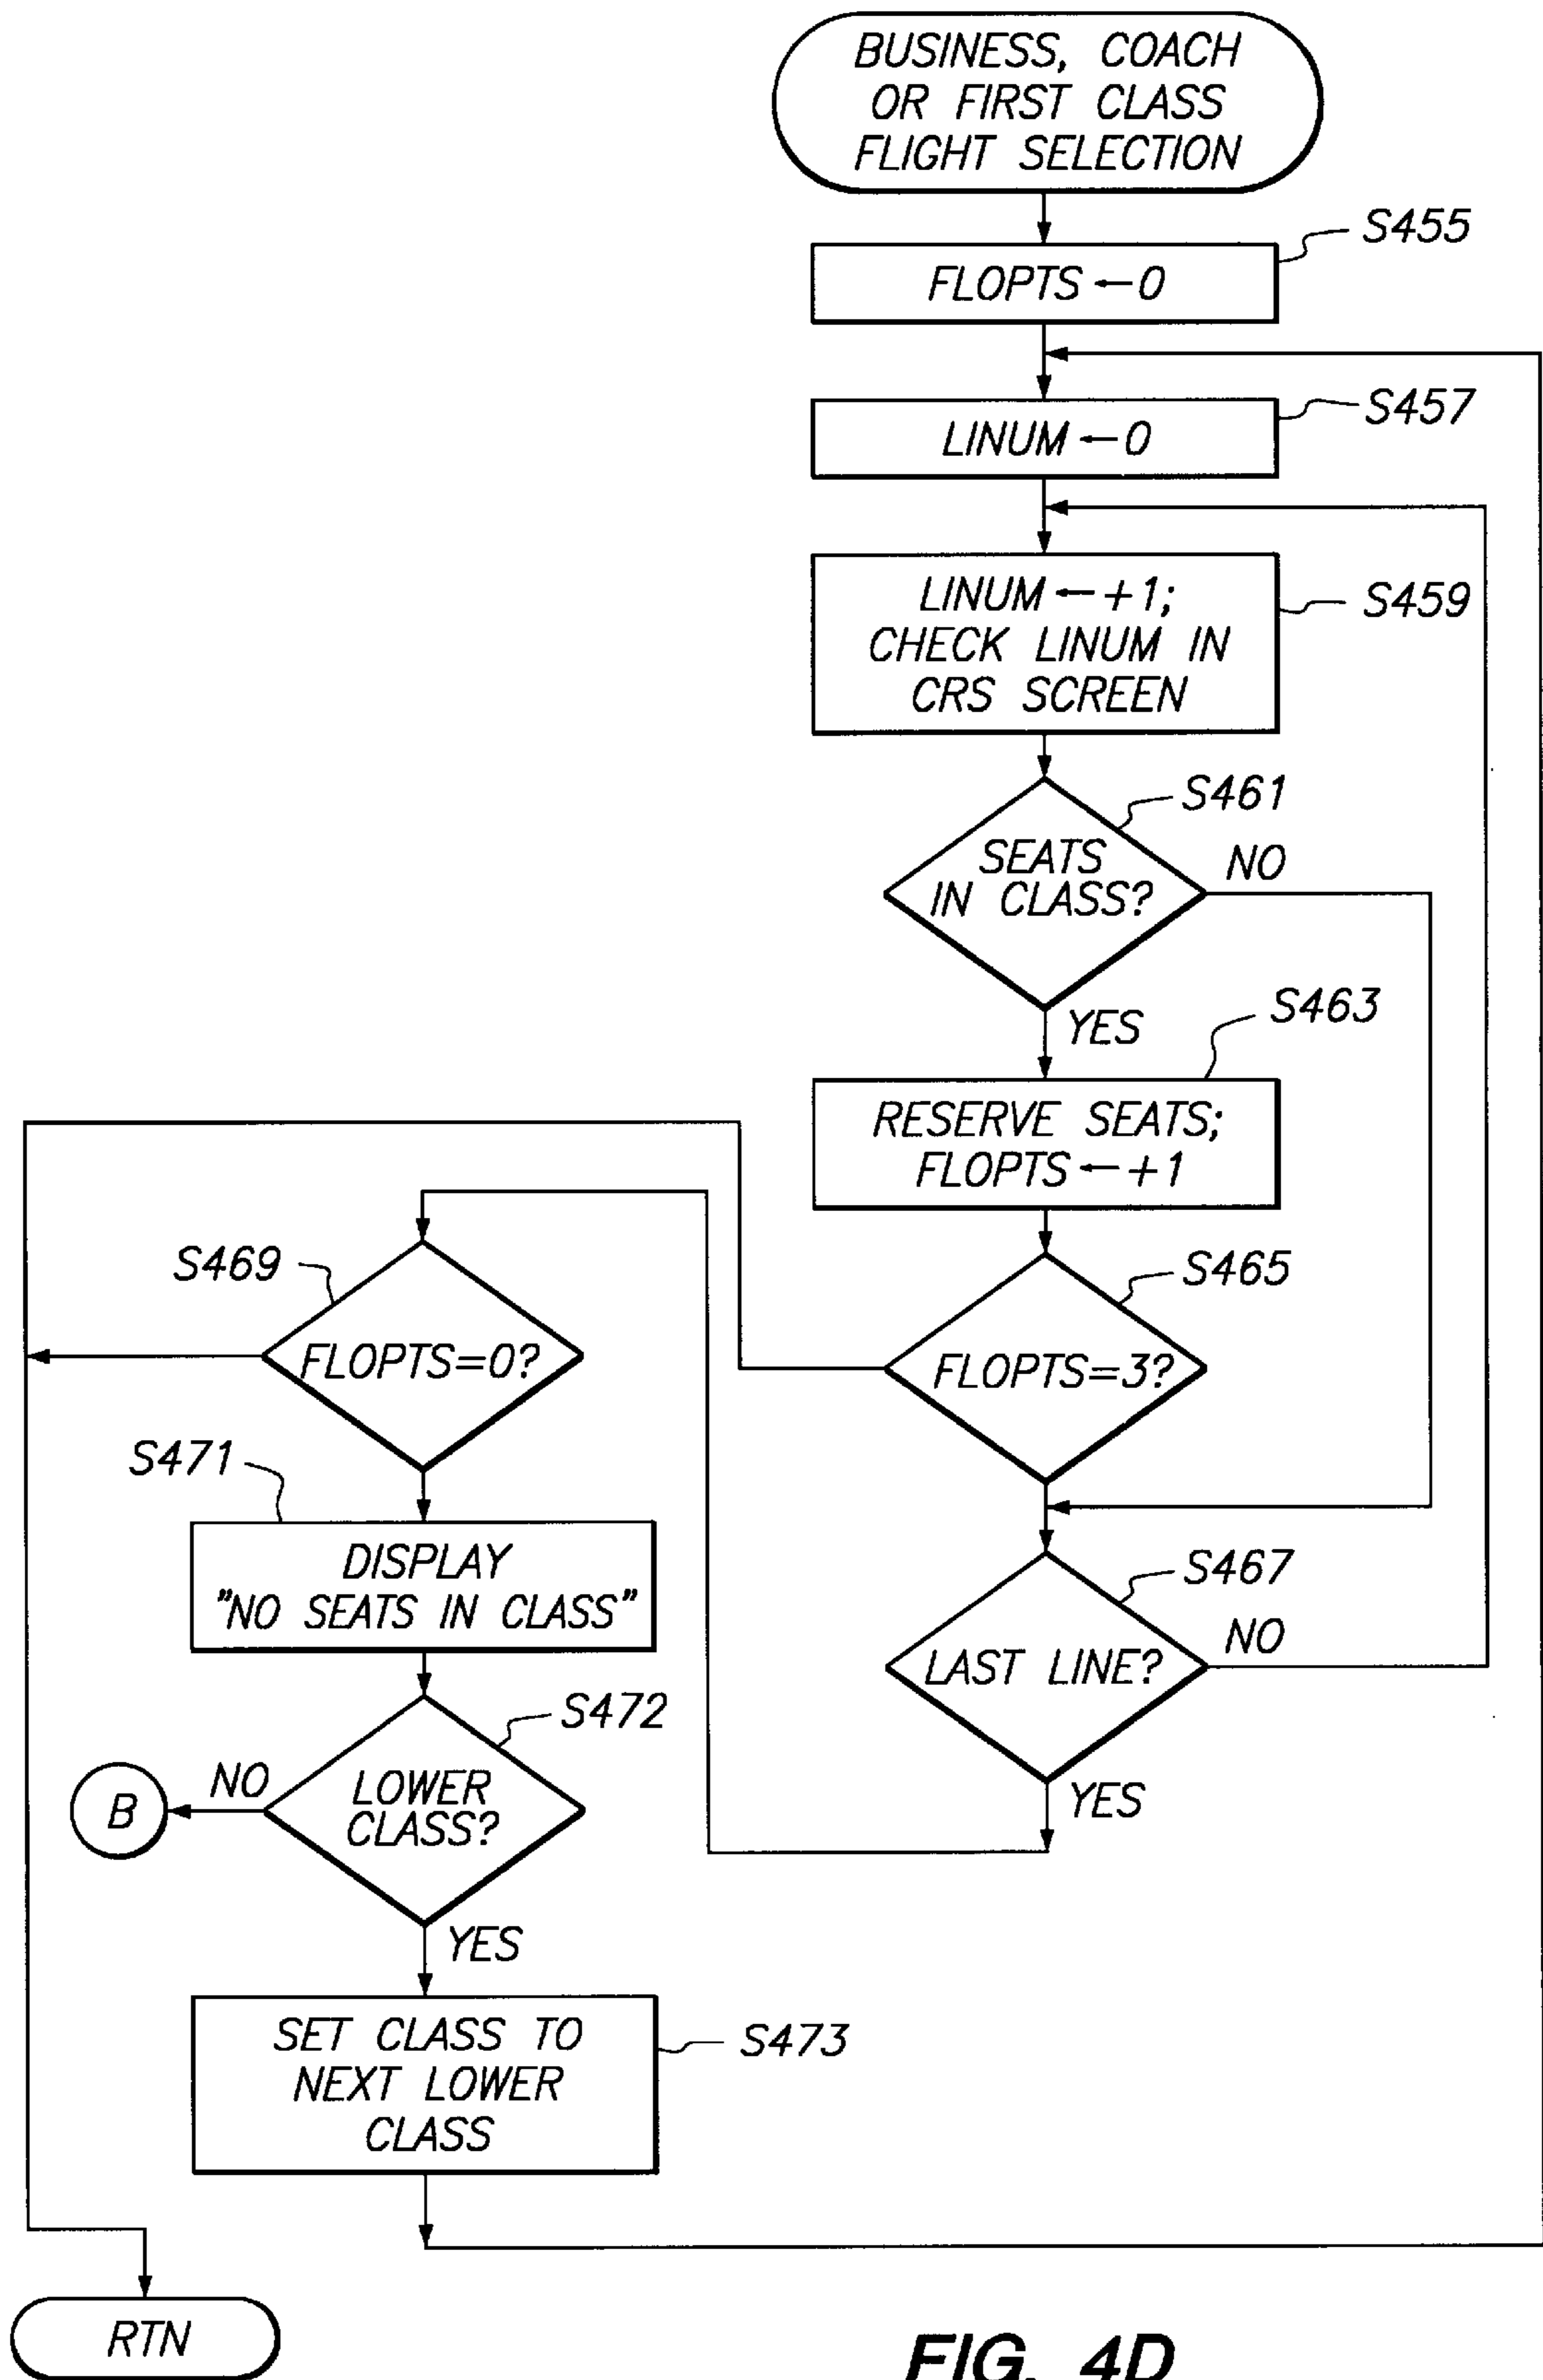 BUSINESS, COACH
OR FIRST CLASS
FLIGHT SELECTION
S455
FLOPTS ← 0
S457
LINUM ← 0
S459
LINUM ← +1;
CHECK LINUM IN
CRS SCREEN
S461
SEATS
IN CLASS?
NO
YES
S463
RESERVE SEATS;
FLOPTS ← +1
S465
FLOPTS=3?
S467
LAST LINE?
NO
YES
S469
FLOPTS=0?
S471
DISPLAY
"NO SEATS IN CLASS"
S472
LOWER
CLASS?
NO
B
YES
S473
SET CLASS TO
NEXT LOWER
CLASS
RTN
FIG. 4D